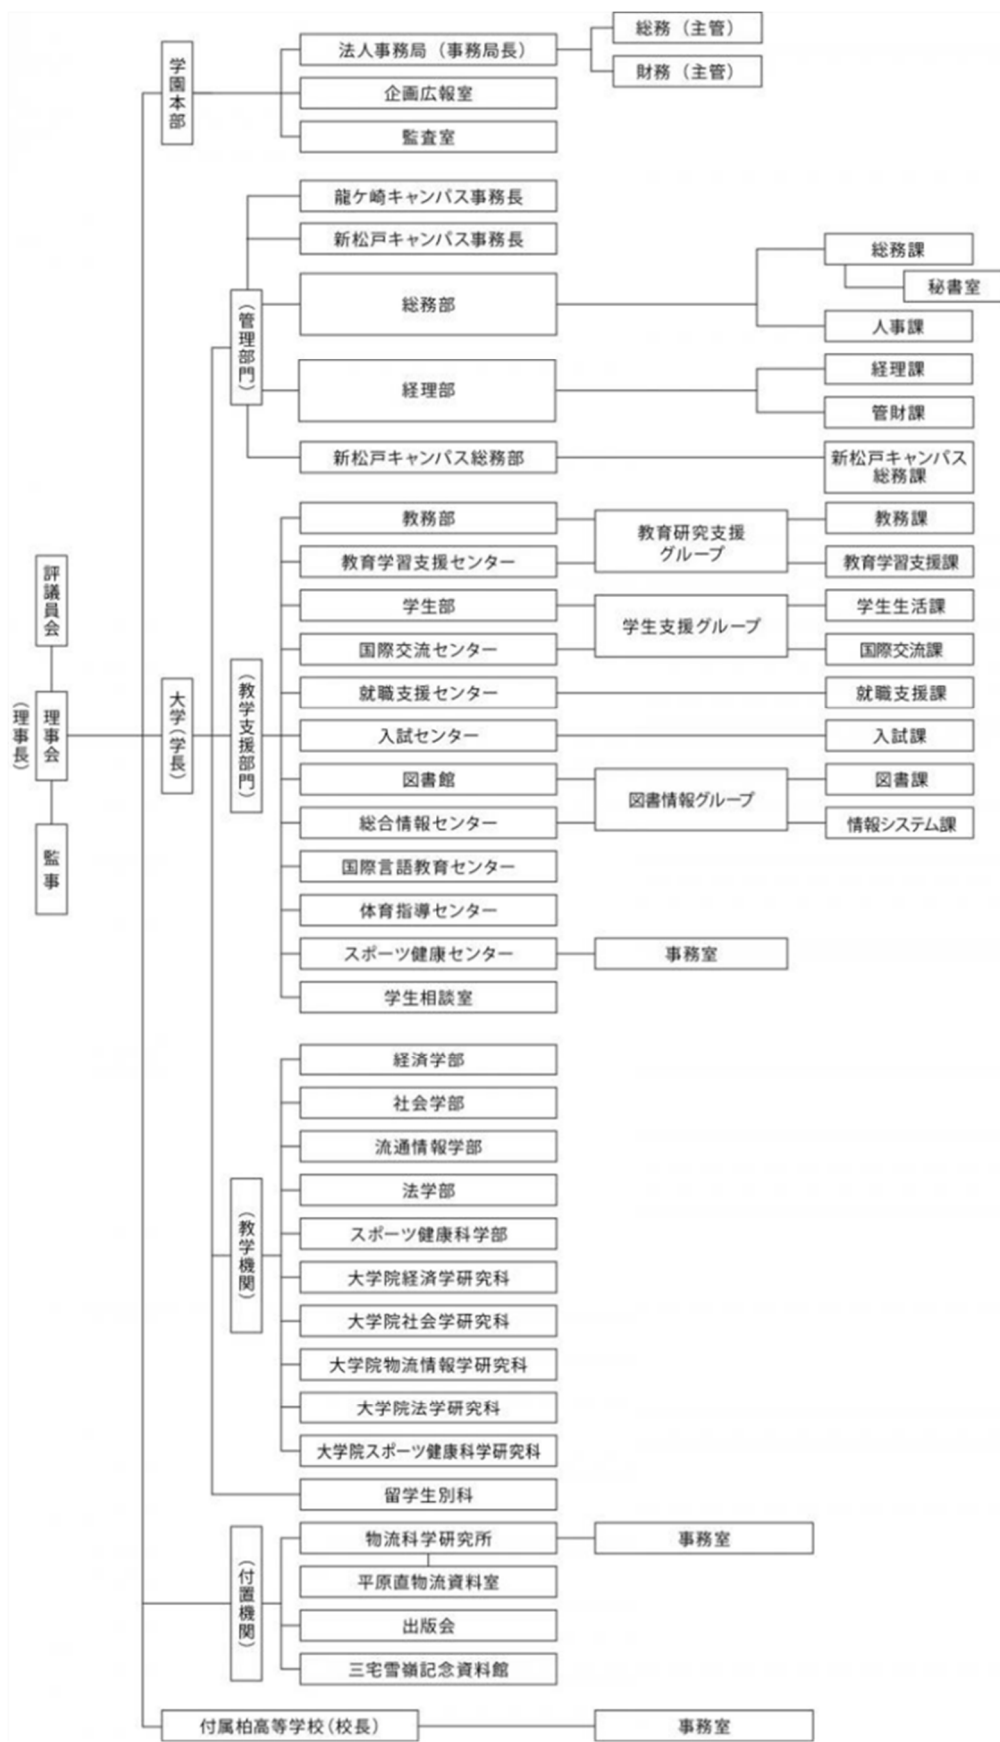 評議員会
理事会
(理事長)
監事
学園本部
法人事務局（事務局長）
総務（主管）
財務（主管）
企画広報室
監査室
大学(学長)
(管理部門)
龍ケ崎キャンパス事務長
新松戸キャンパス事務長
総務部
総務課
秘書室
人事課
経理部
経理課
管財課
新松戸キャンパス総務部
新松戸キャンパス
総務課
(教学支援部門)
教務部
教育研究支援
グループ
教務課
教育学習支援センター
教育学習支援課
学生部
学生支援グループ
学生生活課
国際交流センター
国際交流課
就職支援センター
就職支援課
入試センター
入試課
図書館
図書情報グループ
図書課
総合情報センター
情報システム課
国際言語教育センター
体育指導センター
スポーツ健康センター
事務室
学生相談室
(教学機関)
経済学部
社会学部
流通情報学部
法学部
スポーツ健康科学部
大学院経済学研究科
大学院社会学研究科
大学院物流情報学研究科
大学院法学研究科
大学院スポーツ健康科学研究科
留学生別科
(付置機関)
物流科学研究所
事務室
平原直物流資料室
出版会
三宅雪嶺記念資料館
付属柏高等学校(校長)
事務室